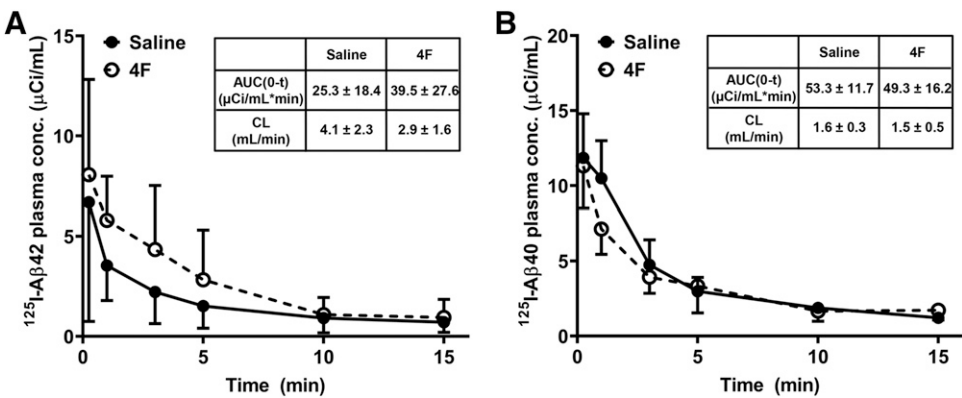 A
15
10
5
0
¹²⁵I-Aβ42 plasma conc. (μCi/mL)
Saline
4F
Saline 4F
AUC(0-t)
(μCi/mL*min) 25.3 ± 18.4 39.5 ± 27.6
CL
(mL/min) 4.1 ± 2.3 2.9 ± 1.6
0 5 10 15
Time (min)
B
20
15
10
5
0
¹²⁵I-Aβ40 plasma conc. (μCi/mL)
Saline
4F
Saline 4F
AUC(0-t)
(μCi/mL*min) 53.3 ± 11.7 49.3 ± 16.2
CL
(mL/min) 1.6 ± 0.3 1.5 ± 0.5
0 5 10 15
Time (min)